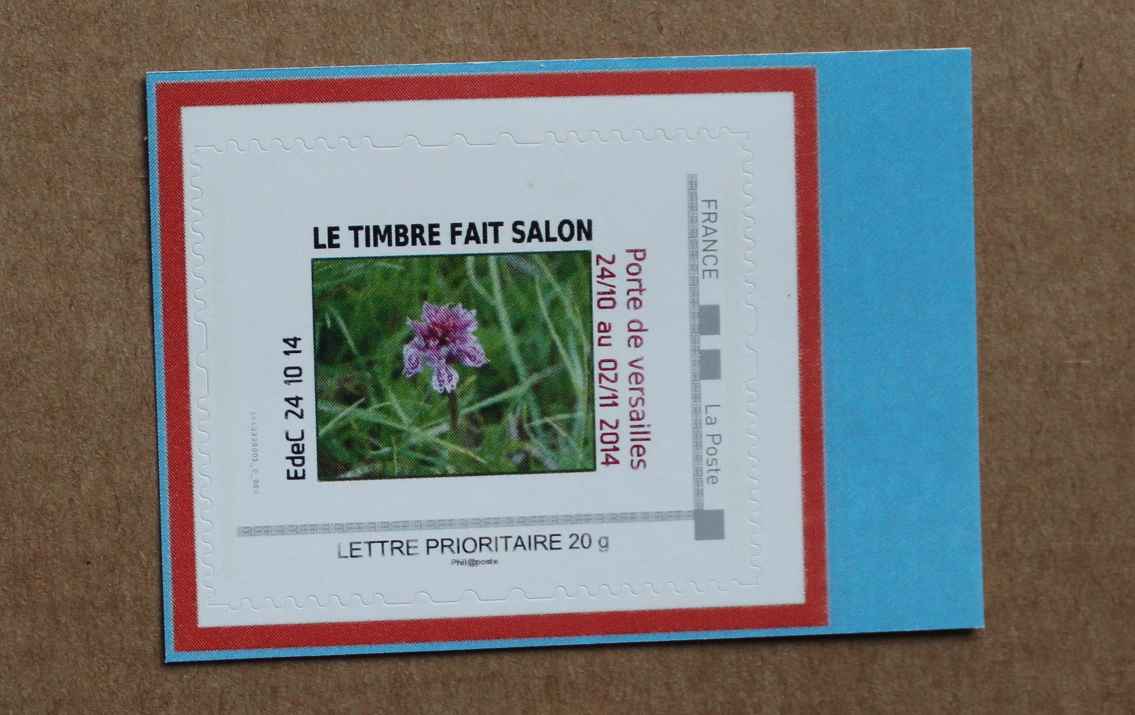 LE TIMBRE FAIT SALON
Porte de versailles
24/10 au 02/11 2014
EdeC 24 10 14
FRANCE
La Poste
LETTRE PRIORITAIRE 20 g
Phil@poste